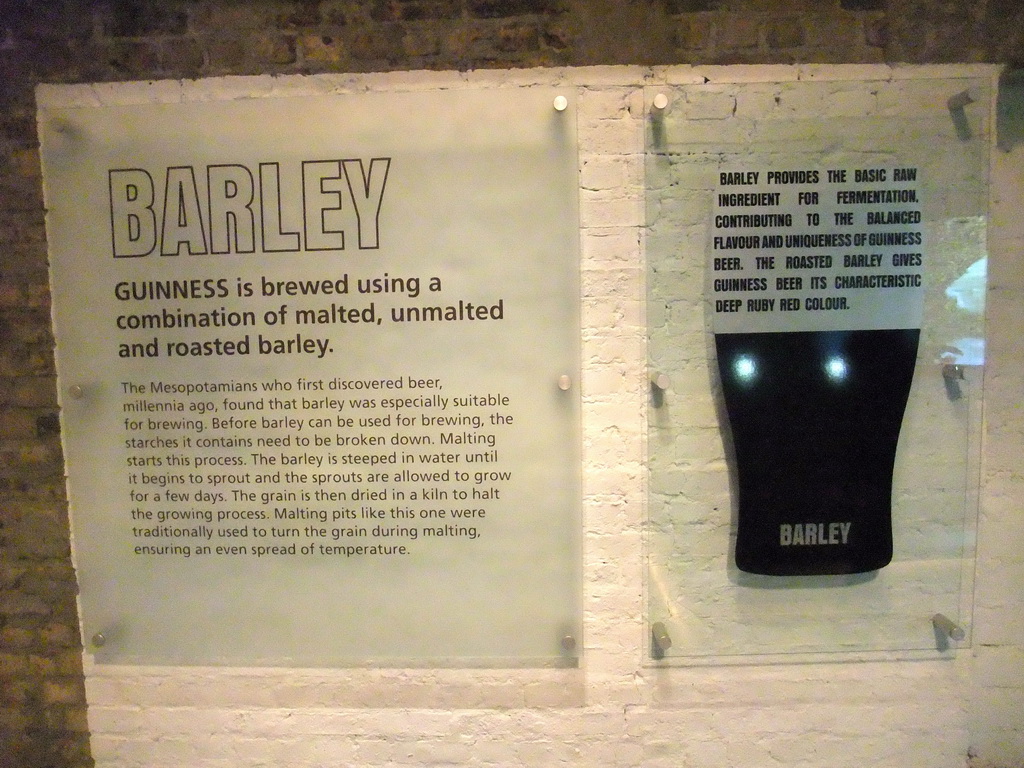 BARLEY
GUINNESS is brewed using a
combination of malted, unmalted
and roasted barley.
The Mesopotamians who first discovered beer,
millennia ago, found that barley was especially suitable
for brewing. Before barley can be used for brewing, the
starches it contains need to be broken down. Malting
starts this process. The barley is steeped in water until
it begins to sprout and the sprouts are allowed to grow
for a few days. The grain is then dried in a kiln to halt
the growing process. Malting pits like this one were
traditionally used to turn the grain during malting,
ensuring an even spread of temperature.
BARLEY PROVIDES THE BASIC RAW
INGREDIENT FOR FERMENTATION,
CONTRIBUTING TO THE BALANCED
FLAVOUR AND UNIQUENESS OF GUINNESS
BEER. THE ROASTED BARLEY GIVES
GUINNESS BEER ITS CHARACTERISTIC
DEEP RUBY RED COLOUR.
BARLEY